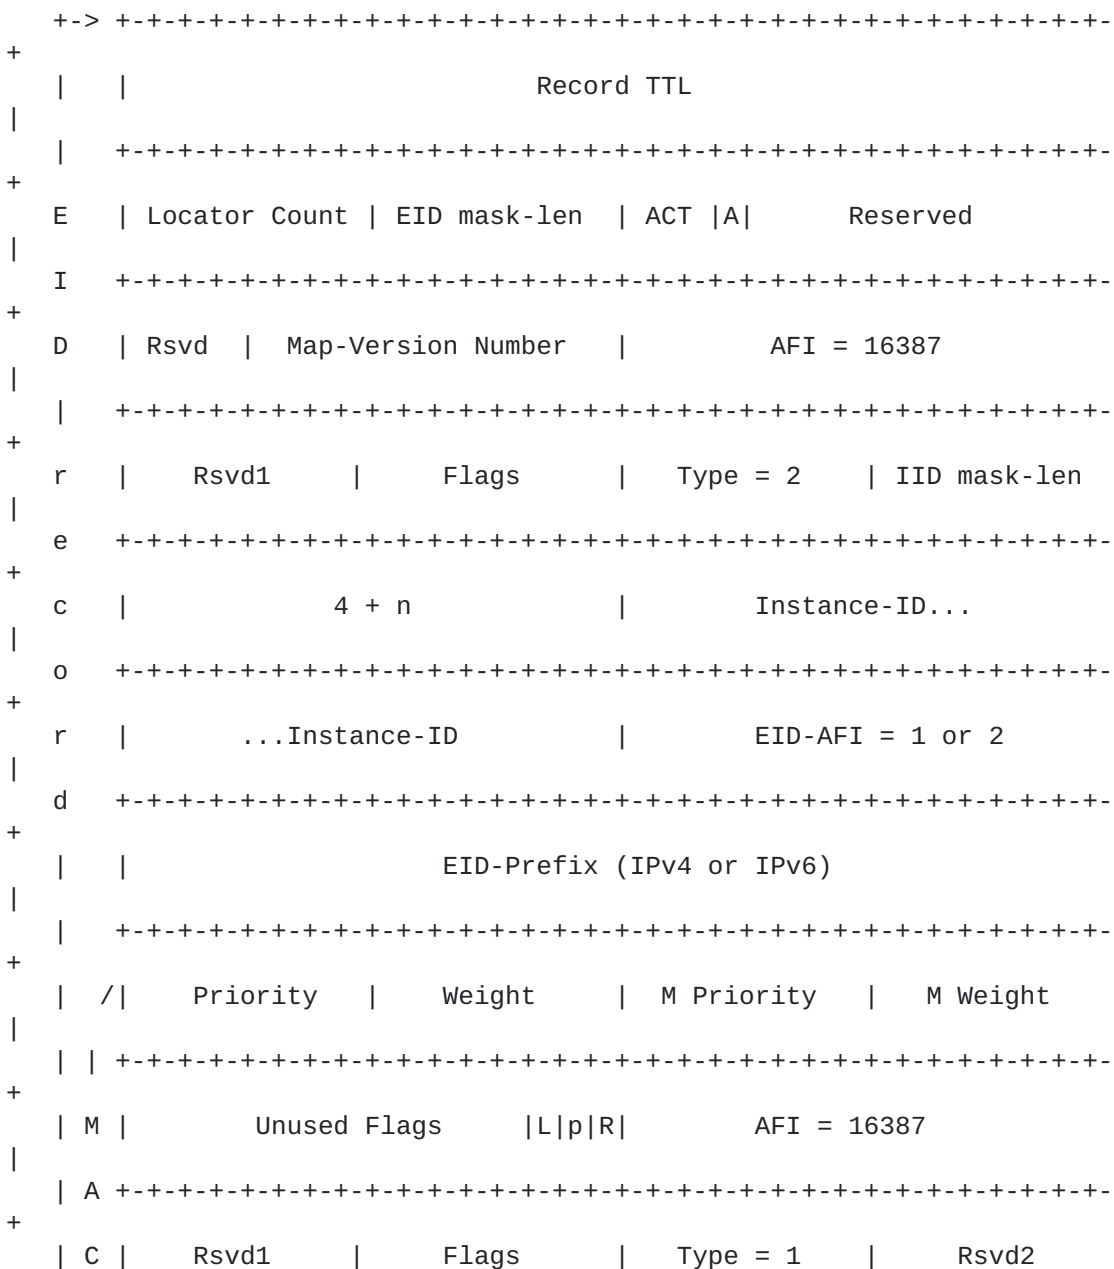 +-> +-+-+-+-+-+-+-+-+-+-+-+-+-+-+-+-+-+-+-+-+-+-+-+-+-+-+-+-+-+-+-+-
+
   |   |                          Record TTL
|
   |   +-+-+-+-+-+-+-+-+-+-+-+-+-+-+-+-+-+-+-+-+-+-+-+-+-+-+-+-+-+-+-+-
+
   E   | Locator Count | EID mask-len  | ACT |A|      Reserved
|
   I   +-+-+-+-+-+-+-+-+-+-+-+-+-+-+-+-+-+-+-+-+-+-+-+-+-+-+-+-+-+-+-+-
+
   D   | Rsvd  |  Map-Version Number   |         AFI = 16387
|
   |   +-+-+-+-+-+-+-+-+-+-+-+-+-+-+-+-+-+-+-+-+-+-+-+-+-+-+-+-+-+-+-+-
+
   r   |    Rsvd1     |     Flags      |   Type = 2    | IID mask-len
|
   e   +-+-+-+-+-+-+-+-+-+-+-+-+-+-+-+-+-+-+-+-+-+-+-+-+-+-+-+-+-+-+-+-
+
   c   |             4 + n             |        Instance-ID...
|
   o   +-+-+-+-+-+-+-+-+-+-+-+-+-+-+-+-+-+-+-+-+-+-+-+-+-+-+-+-+-+-+-+-
+
   r   |       ...Instance-ID          |        EID-AFI = 1 or 2
|
   d   +-+-+-+-+-+-+-+-+-+-+-+-+-+-+-+-+-+-+-+-+-+-+-+-+-+-+-+-+-+-+-+-
+
   |   |                    EID-Prefix (IPv4 or IPv6)
|
   |   +-+-+-+-+-+-+-+-+-+-+-+-+-+-+-+-+-+-+-+-+-+-+-+-+-+-+-+-+-+-+-+-
+
   |  /|    Priority   |    Weight     |  M Priority   |   M Weight
|
   | | +-+-+-+-+-+-+-+-+-+-+-+-+-+-+-+-+-+-+-+-+-+-+-+-+-+-+-+-+-+-+-+-
+
   | M |        Unused Flags     |L|p|R|        AFI = 16387
|
   | A +-+-+-+-+-+-+-+-+-+-+-+-+-+-+-+-+-+-+-+-+-+-+-+-+-+-+-+-+-+-+-+-
+
   | C |    Rsvd1     |     Flags      |   Type = 1    |     Rsvd2